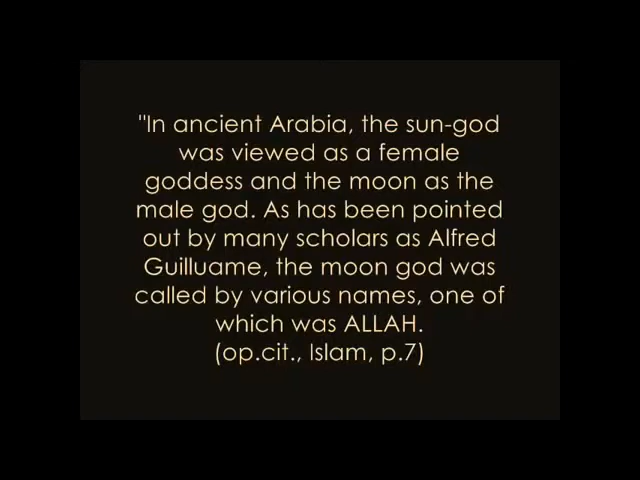 "In ancient Arabia, the sun-god
was viewed as a female
goddess and the moon as the
male god. As has been pointed
out by many scholars as Alfred
Guilluame, the moon god was
called by various names, one of
which was ALLAH.
(op.cit., Islam, p.7)